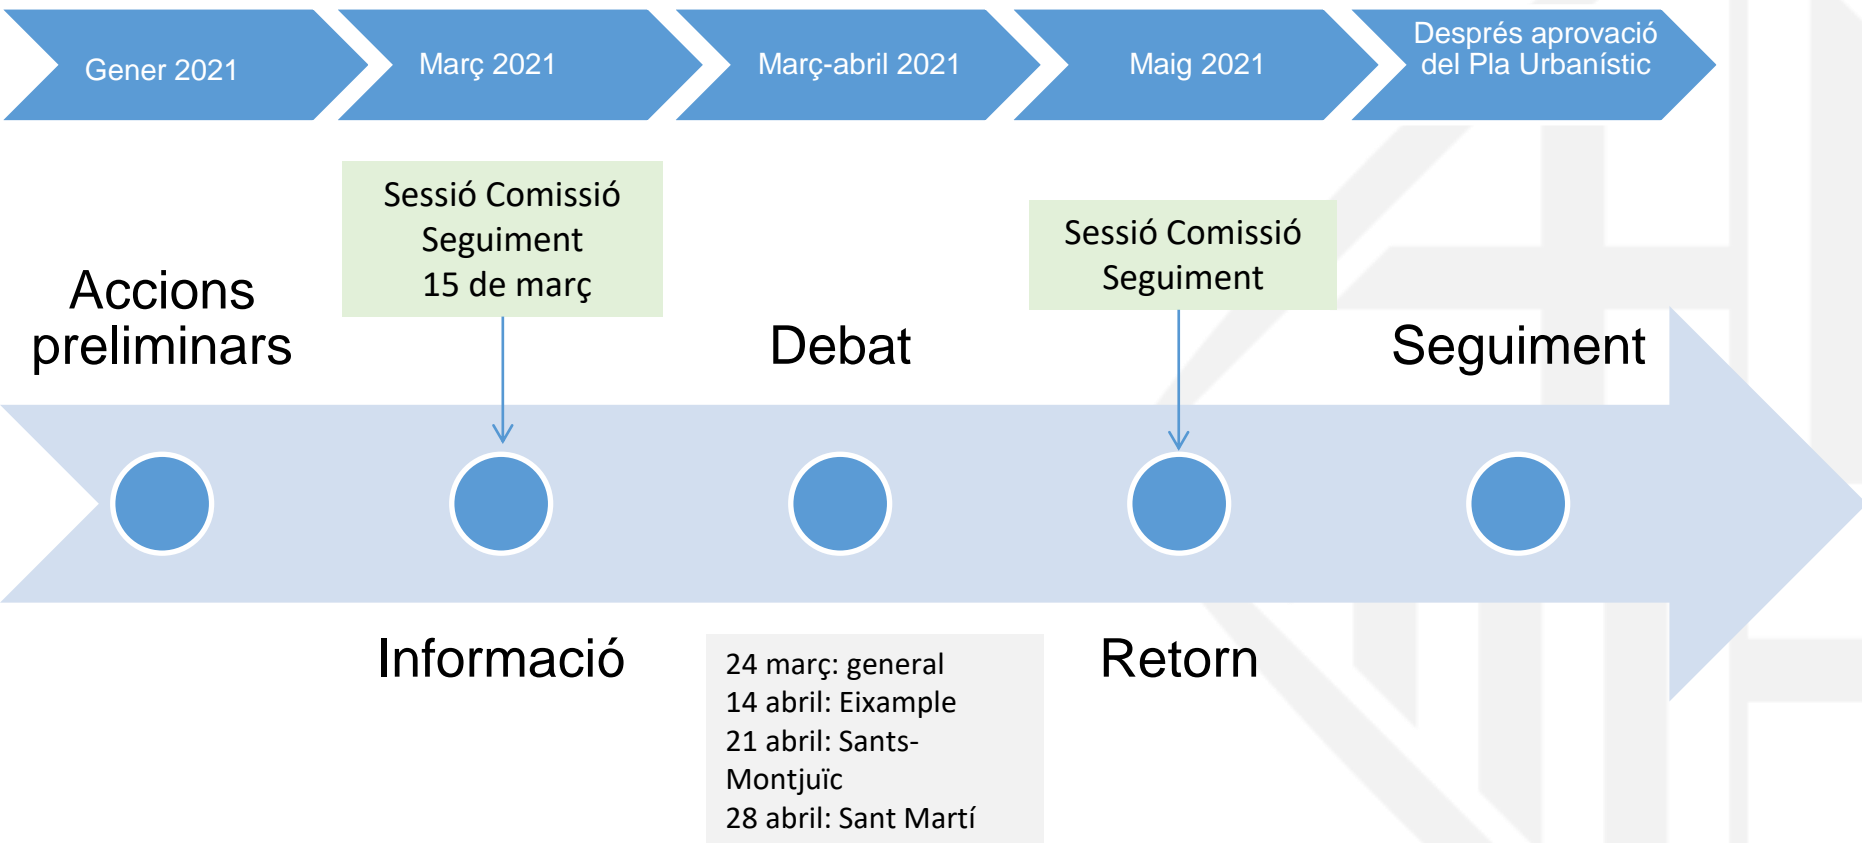 Gener 2021
Març 2021
Març-abril 2021
Maig 2021
Després aprovació
del Pla Urbanístic
Sessió Comissió
Seguiment
15 de març
Sessió Comissió
Seguiment
Accions
preliminars
Debat
Seguiment
Informació
24 març: general
14 abril: Eixample
21 abril: Sants-
Montjuïc
28 abril: Sant Martí
Retorn